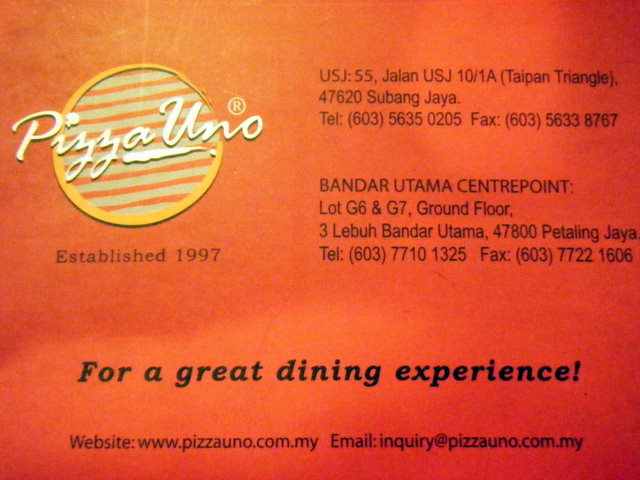 Pizza Uno®
Established 1997
USJ: 55, Jalan USJ 10/1A (Taipan Triangle),
47620 Subang Jaya.
Tel: (603) 5635 0205 Fax: (603) 5633 8767
BANDAR UTAMA CENTREPOINT:
Lot G6 & G7, Ground Floor,
3 Lebuh Bandar Utama, 47800 Petaling Jaya.
Tel: (603) 7710 1325 Fax: (603) 7722 1606
For a great dining experience!
Website: www.pizzauno.com.my Email: inquiry@pizzauno.com.my